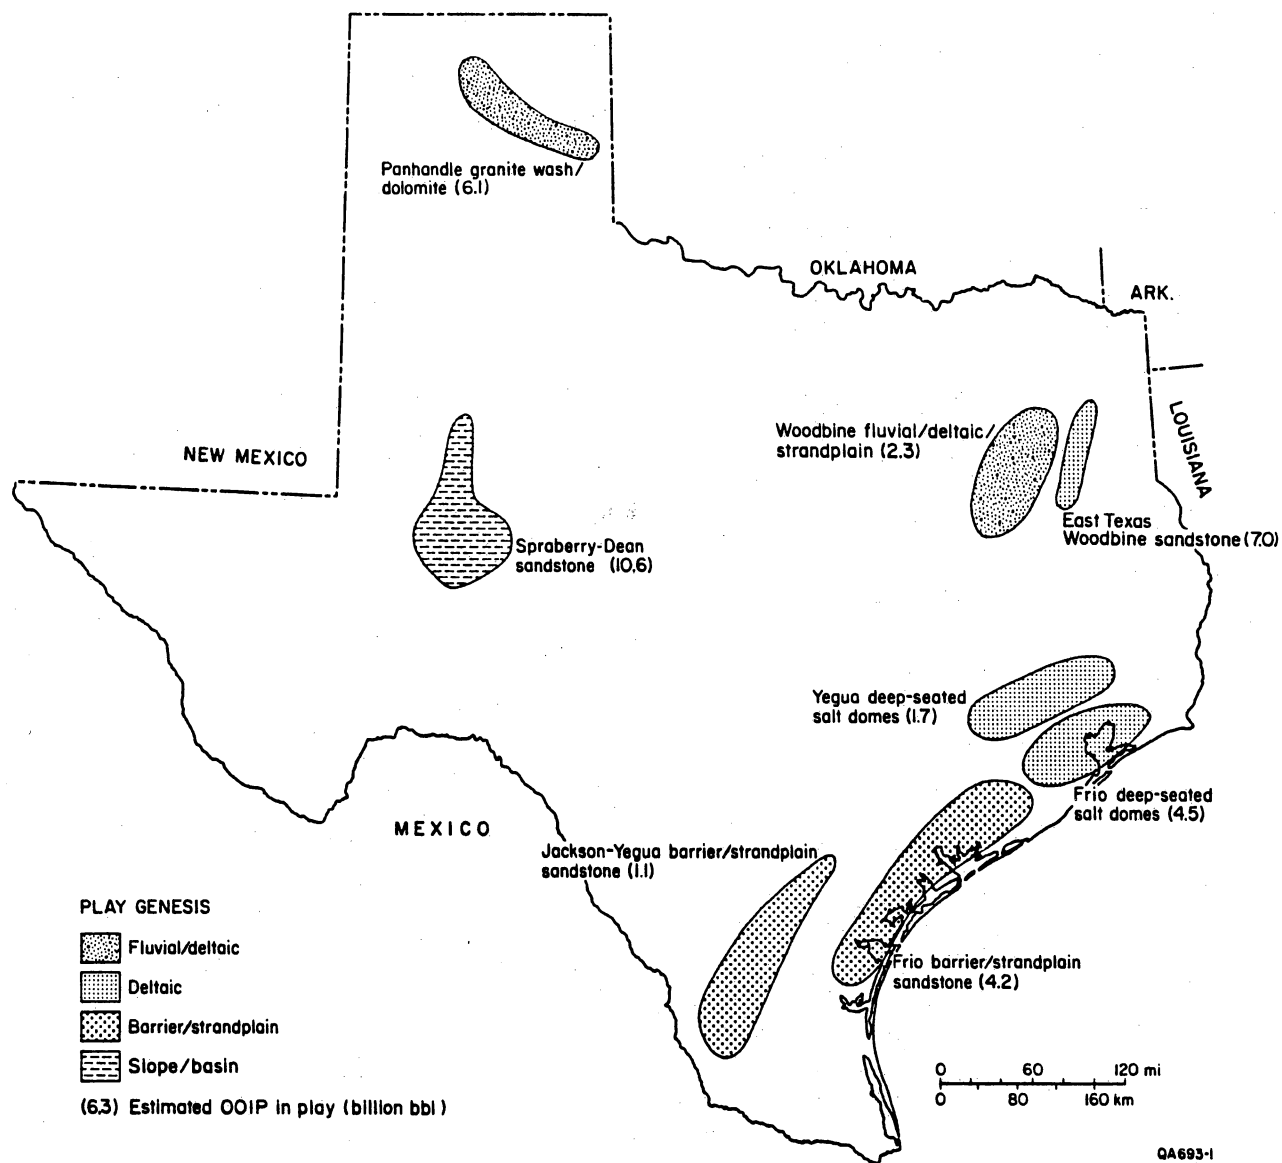 Panhandle granite wash/
dolomite (6.1)
OKLAHOMA
ARK.
LOUISIANA
NEW MEXICO
Woodbine fluvial/deltaic/
strandplain (2.3)
East Texas
Woodbine sandstone (7.0)
Spraberry-Dean
sandstone (10.6)
Yegua deep-seated
salt domes (1.7)
Frio deep-seated
salt domes (4.5)
MEXICO
Jackson-Yegua barrier/strandplain
sandstone (1.1)
Frio barrier/strandplain
sandstone (4.2)
PLAY GENESIS
Fluvial/deltaic
Deltaic
Barrier/strandplain
Slope/basin
(6.3) Estimated OOIP in play (billion bbl)
0 60 120 mi
0 80 160 km
QA693-1